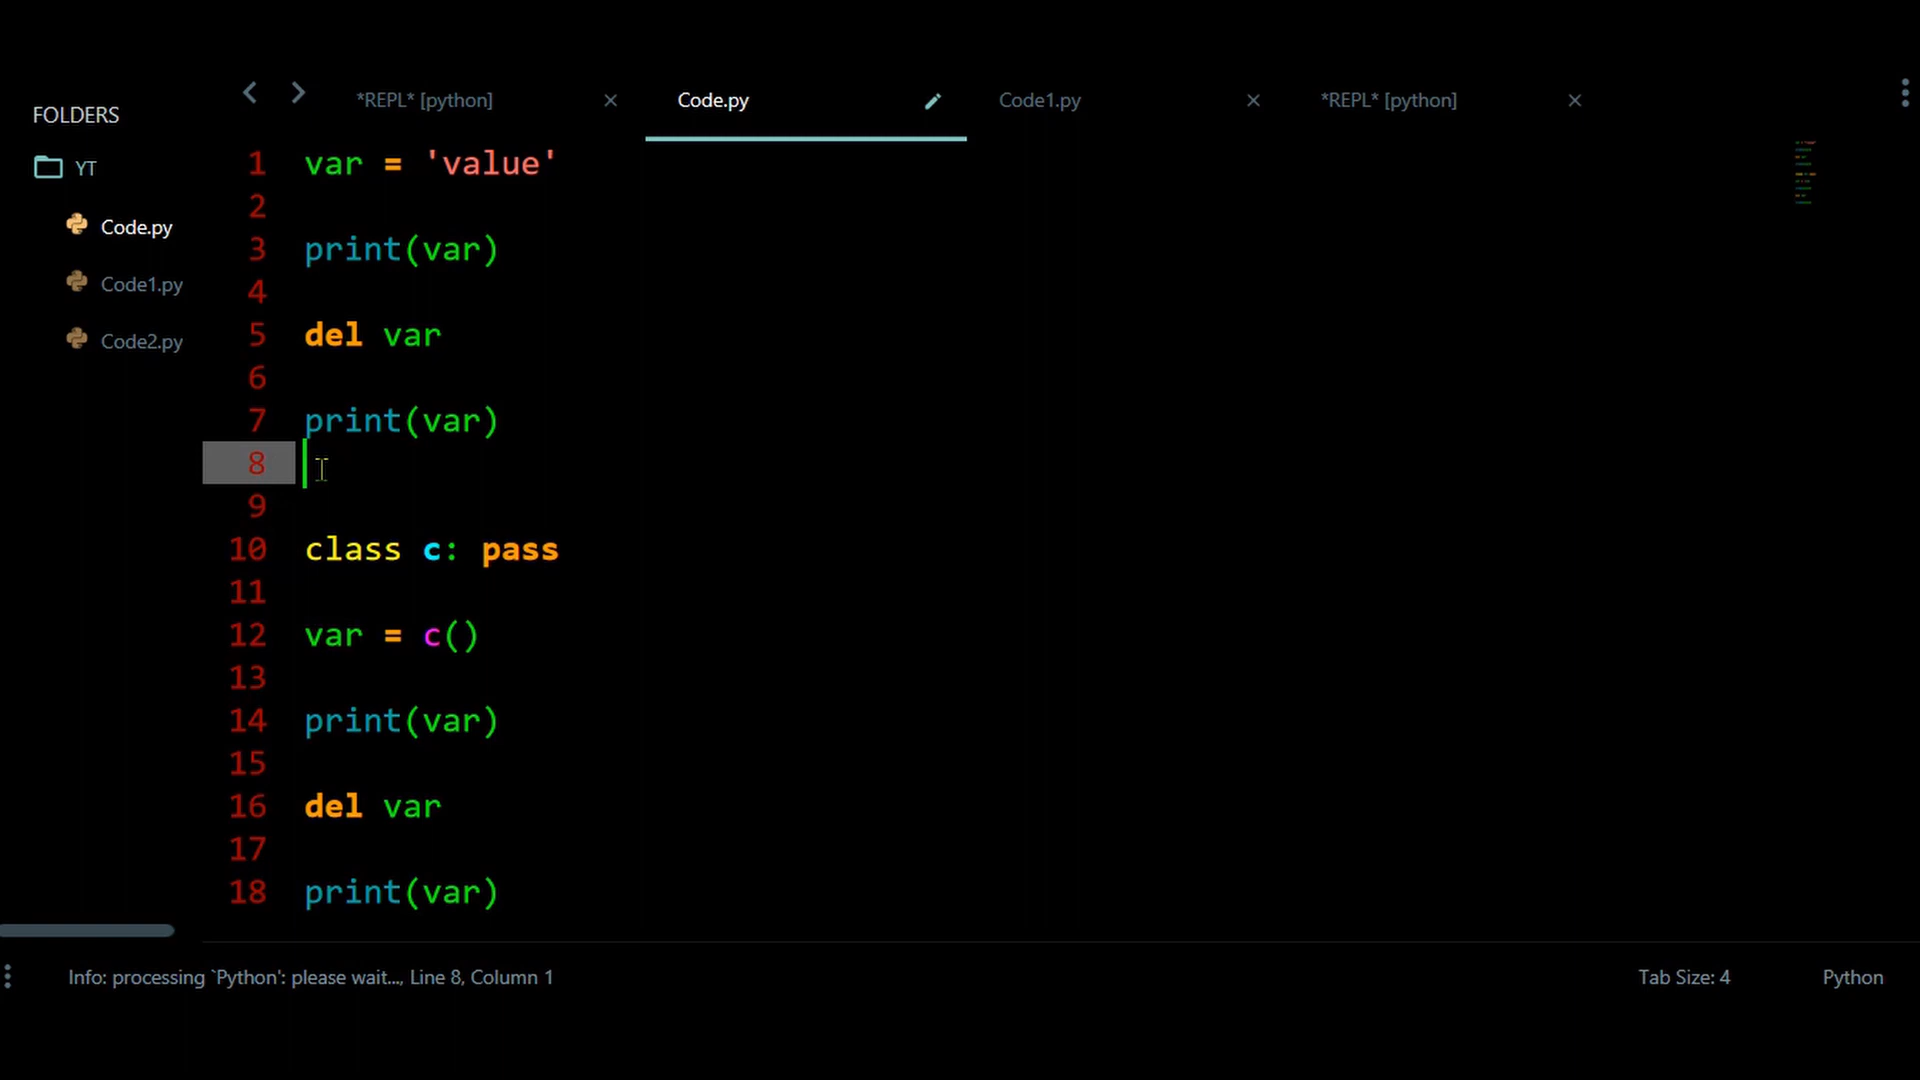 *REPL* [python]
Code.py
Code1.py
*REPL* [python]
FOLDERS
YT
Code.py
Code1.py
Code2.py
1 var = 'value'
2
3 print(var)
4
5 del var
6
7 print(var)
8
9
10 class c: pass
11
12 var = c()
13
14 print(var)
15
16 del var
17
18 print(var)
Info: processing `Python': please wait..., Line 8, Column 1
Tab Size: 4
Python